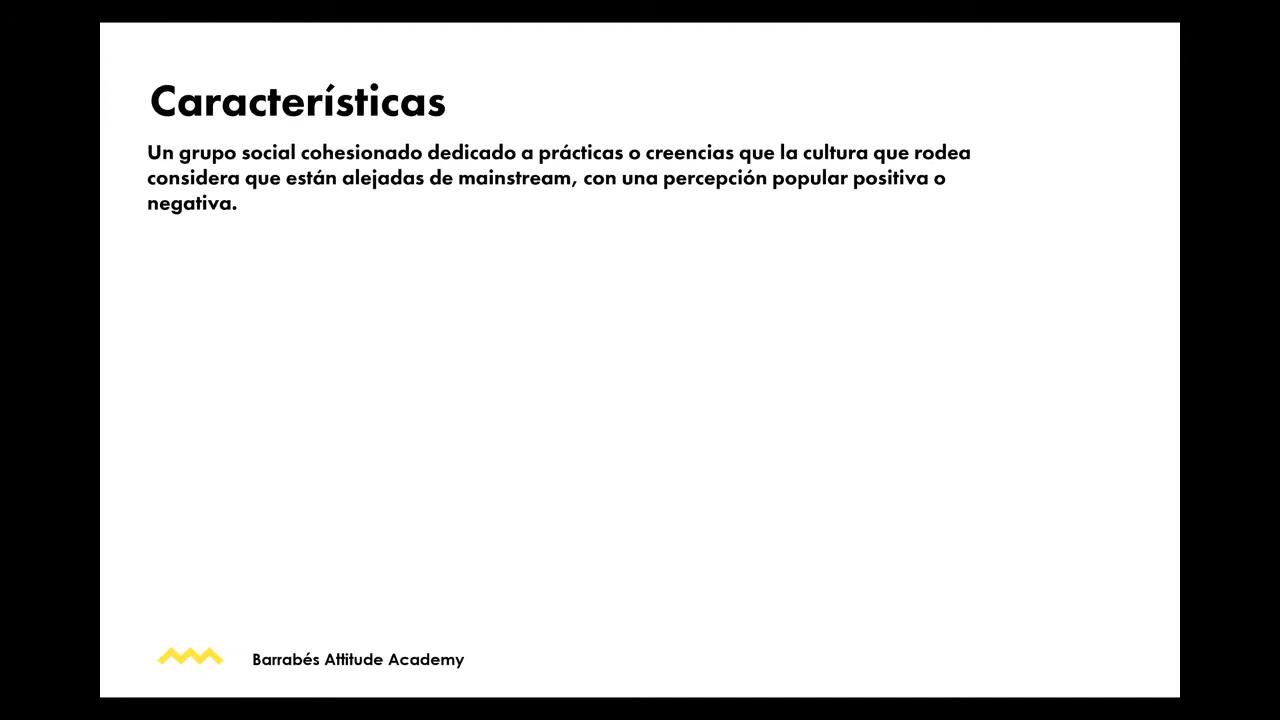 Características
Un grupo social cohesionado dedicado a prácticas o creencias que la cultura que rodea
considera que están alejadas de mainstream, con una percepción popular positiva o
negativa.
Barrabés Attitude Academy